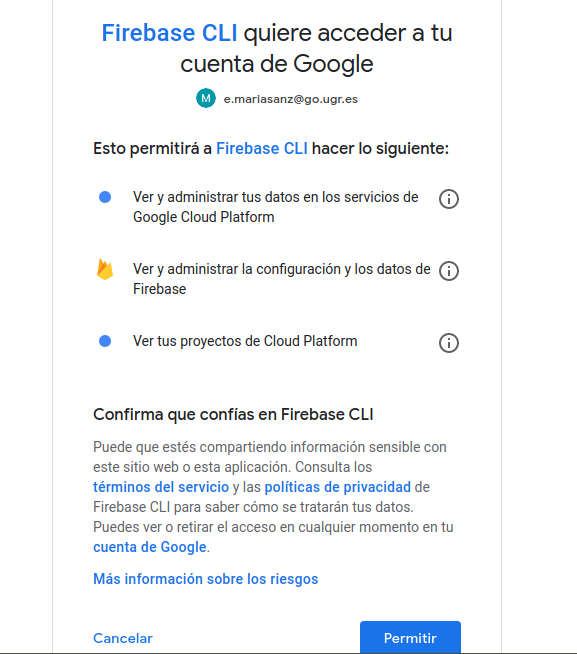 Firebase CLI quiere acceder a tu
cuenta de Google
M e.mariasanz@go.ugr.es
Esto permitirá a Firebase CLI hacer lo siguiente:
Ver y administrar tus datos en los servicios de
Google Cloud Platform
Ver y administrar la configuración y los datos de
Firebase
Ver tus proyectos de Cloud Platform
Confirma que confías en Firebase CLI
Puede que estés compartiendo información sensible con
este sitio web o esta aplicación. Consulta los
términos del servicio y las políticas de privacidad de
Firebase CLI para saber cómo se tratarán tus datos.
Puedes ver o retirar el acceso en cualquier momento en tu
cuenta de Google.
Más información sobre los riesgos
Cancelar Permitir